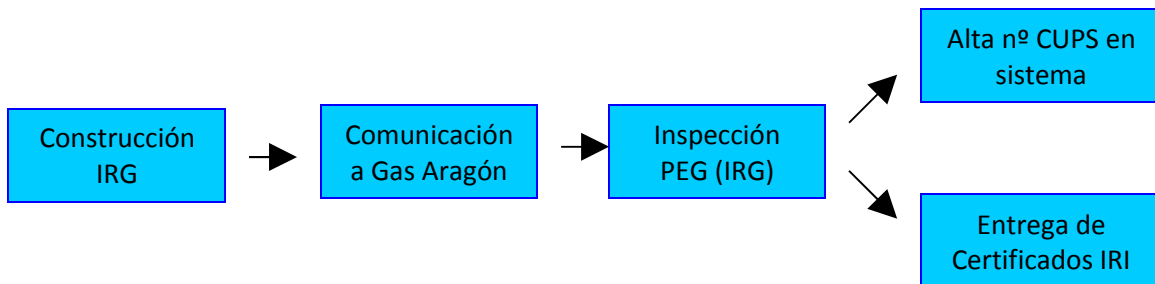 Construcción
IRG
Comunicación
a Gas Aragón
Inspección
PEG (IRG)
Alta nº CUPS en
sistema
Entrega de
Certificados IRI